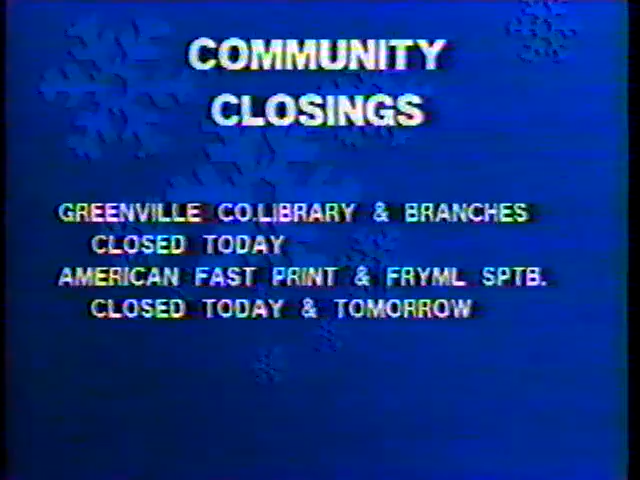 COMMUNITY
CLOSINGS
GREENVILLE CO.LIBRARY & BRANCHES
CLOSED TODAY
AMERICAN FAST PRINT & FRYML SPTB.
CLOSED TODAY & TOMORROW